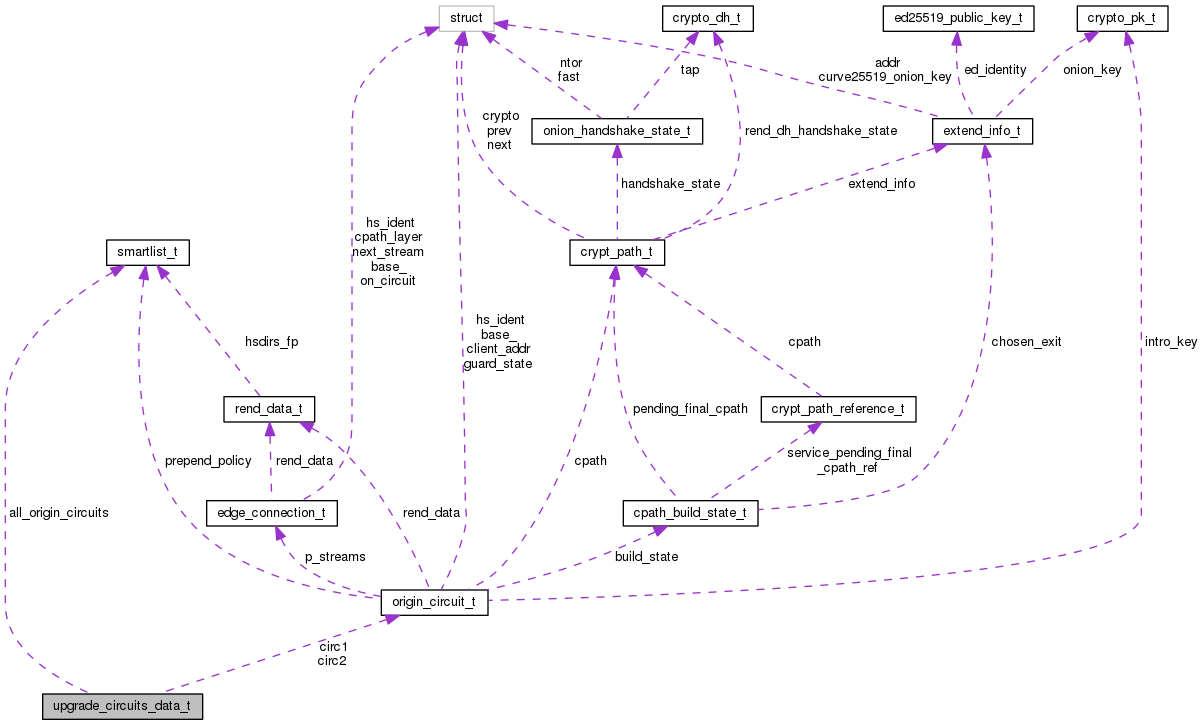 struct
crypto_dh_t
ed25519_public_key_t
crypto_pk_t
ntor
fast
tap
addr
curve25519_onion_key
ed_identity
onion_key
crypto
prev
next
onion_handshake_state_t
rend_dh_handshake_state
extend_info_t
handshake_state
extend_info
hs_ident
cpath_layer
next_stream
base_
on_circuit
smartlist_t
crypt_path_t
hs_ident
base_
client_addr
guard_state
hsdirs_fp
cpath
chosen_exit
intro_key
rend_data_t
pending_final_cpath
crypt_path_reference_t
prepend_policy
rend_data
cpath
service_pending_final
_cpath_ref
all_origin_circuits
edge_connection_t
rend_data
cpath_build_state_t
p_streams
build_state
origin_circuit_t
circ1
circ2
upgrade_circuits_data_t